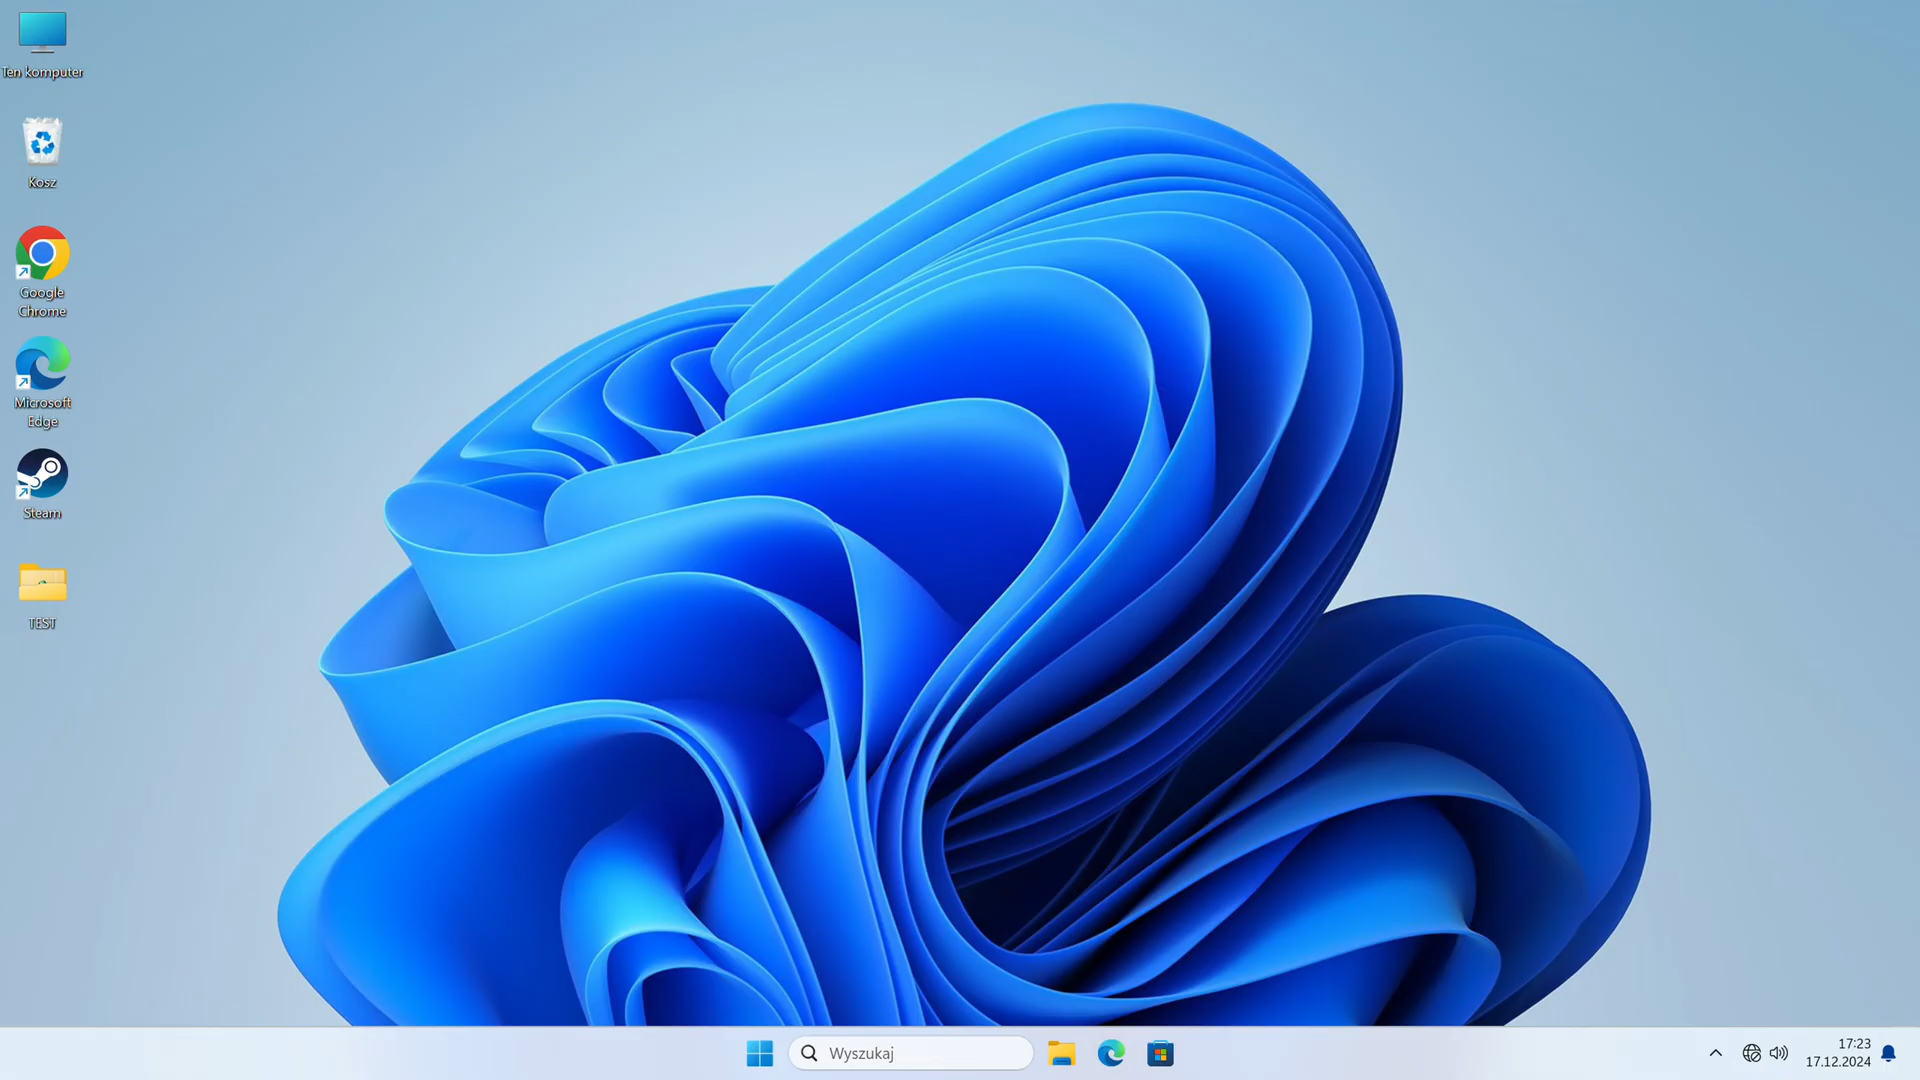 Ten komputer
Kosz
Google
Chrome
Microsoft
Edge
Steam
TEST
Wyszukaj
17:23
17.12.2024